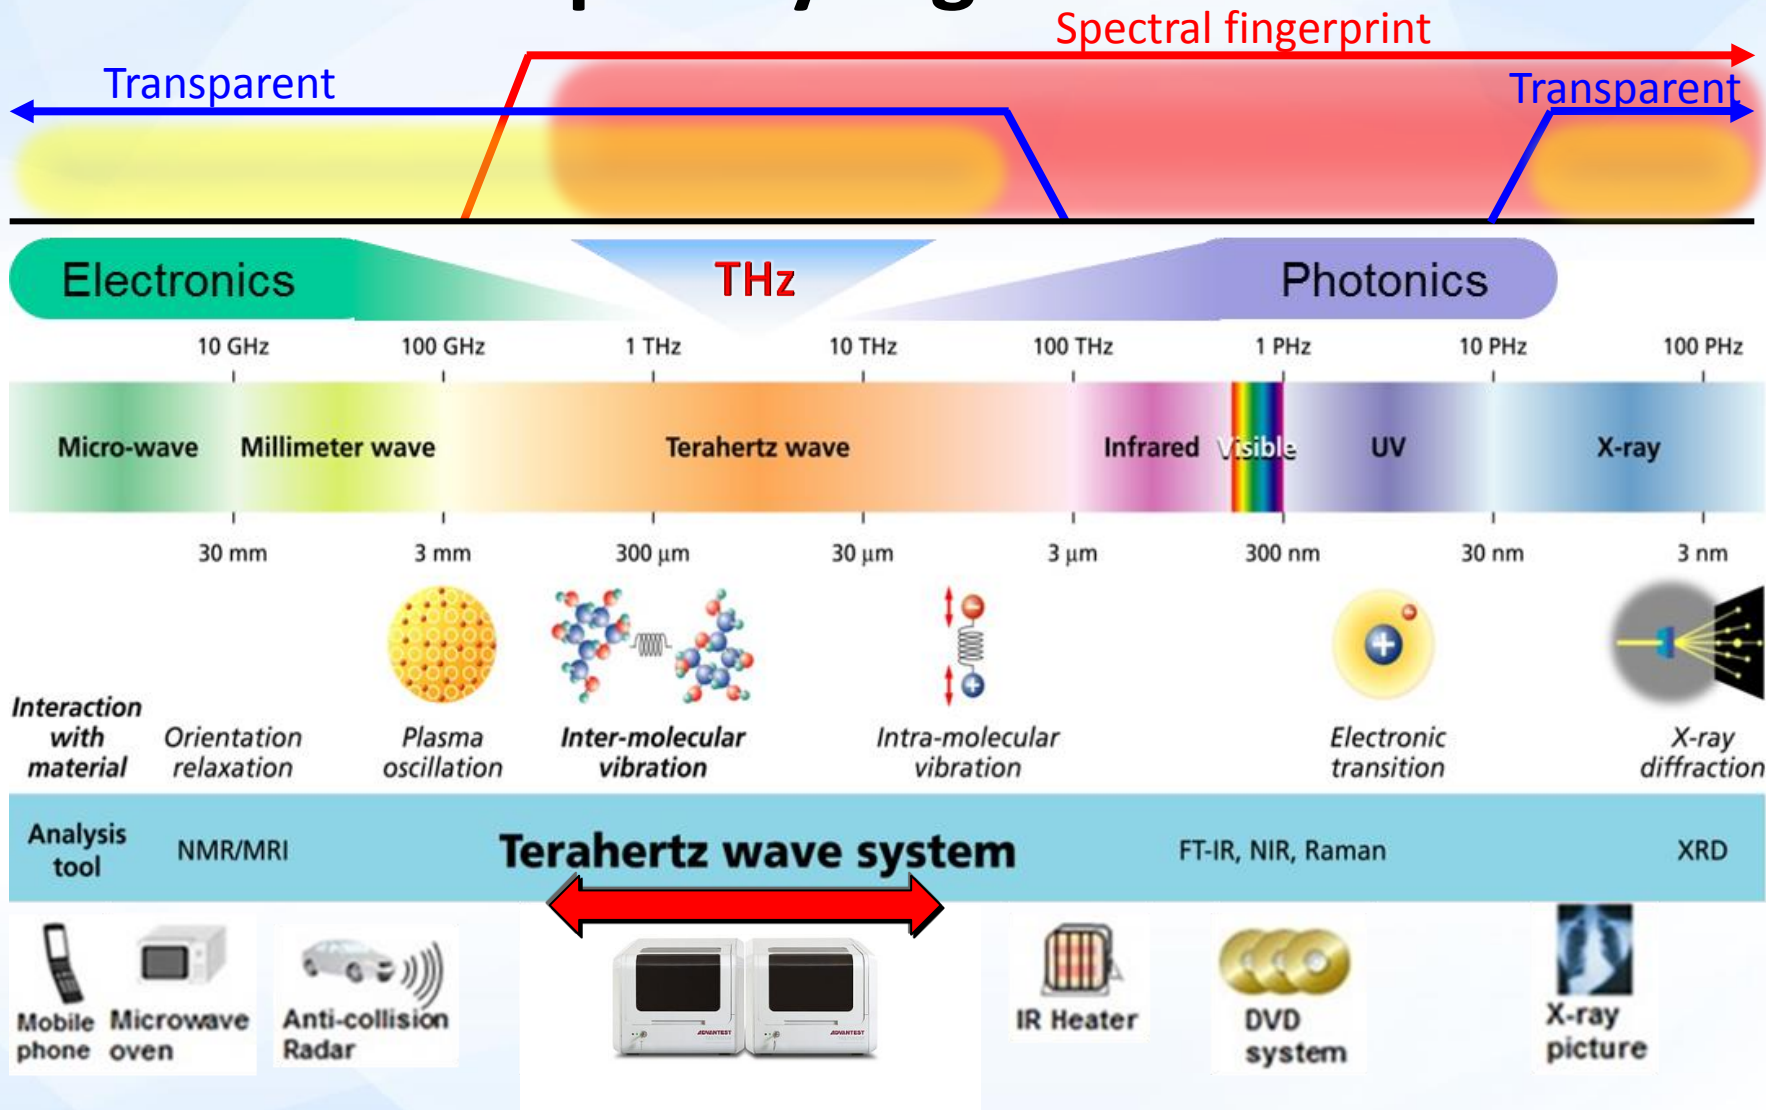 Spectral fingerprint
Transparent
Transparent
Electronics
THz
Photonics
10 GHz 100 GHz 1 THz 10 THz 100 THz 1 PHz 10 PHz 100 PHz
Micro-wave Millimeter wave Terahertz wave Infrared Visible UV X-ray
30 mm 3 mm 300 µm 30 µm 3 µm 300 nm 30 nm 3 nm
Interaction
with
material
Orientation
relaxation
Plasma
oscillation
Inter-molecular
vibration
Intra-molecular
vibration
Electronic
transition
X-ray
diffraction
Analysis
tool
NMR/MRI
Terahertz wave system
FT-IR, NIR, Raman
XRD
Mobile
phone
Microwave
oven
Anti-collision
Radar
ADVANTEST
ADVANTEST
IR Heater
DVD
system
X-ray
picture